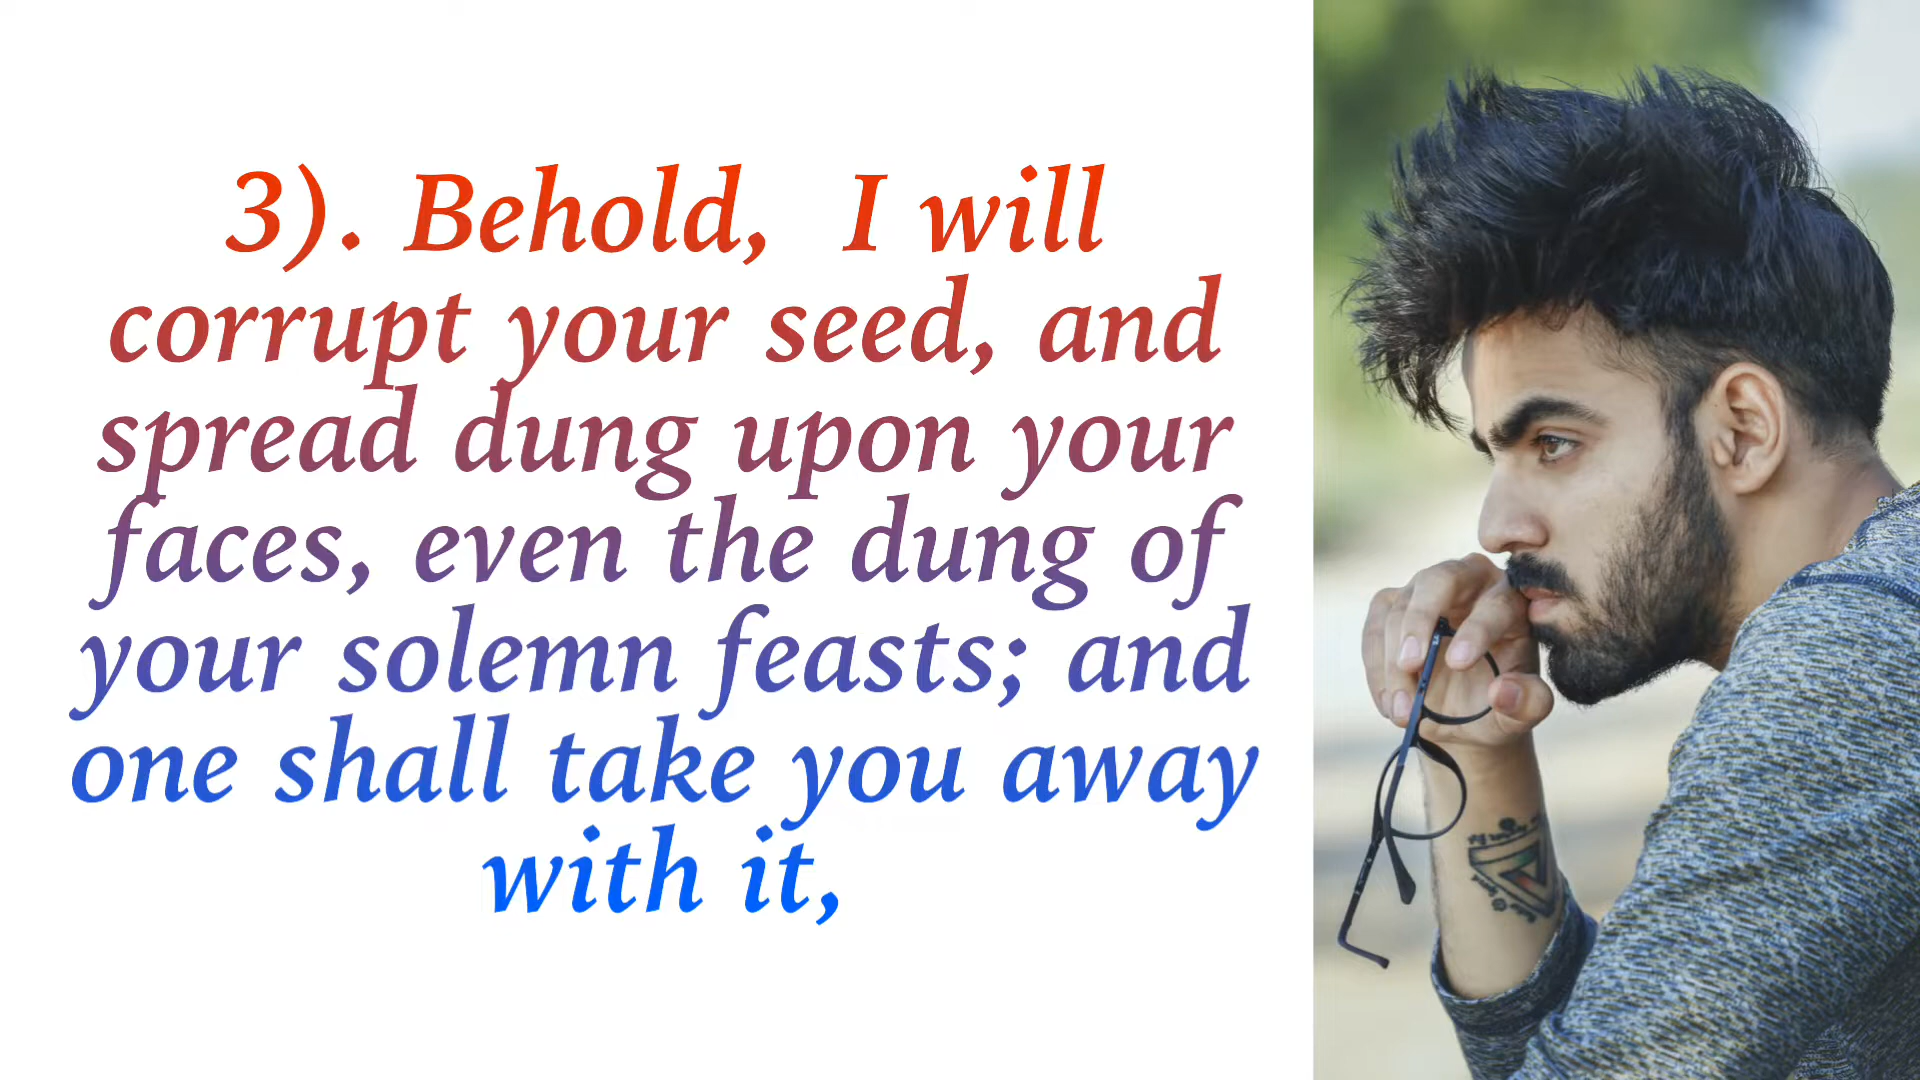 3). Behold, I will
corrupt your seed, and
spread dung upon your
faces, even the dung of
your solemn feasts; and
one shall take you away
with it,